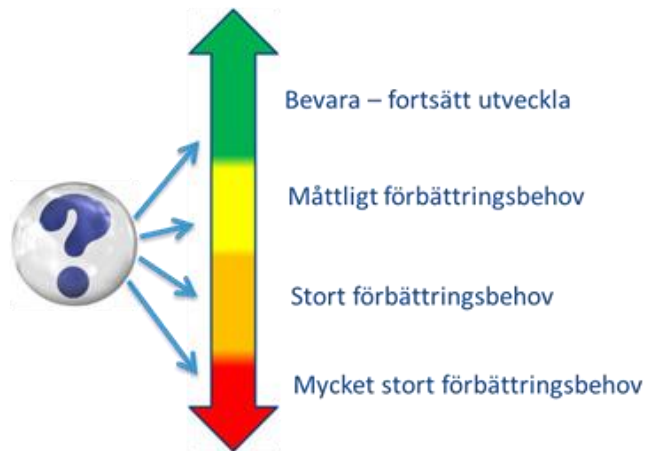 Bevara – fortsätt utveckla
Måttligt förbättringsbehov
?
Stort förbättringsbehov
Mycket stort förbättringsbehov